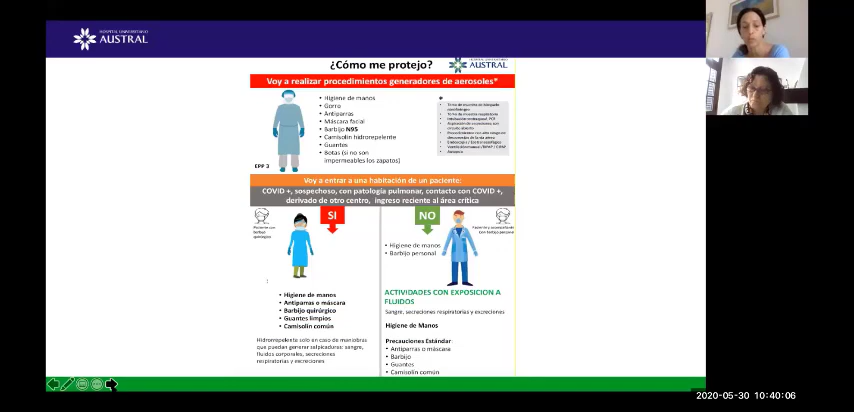 HOSPITAL UNIVERSITARIO
AUSTRAL
¿Cómo me protejo?
AUSTRAL
Voy a realizar procedimientos generadores de aerosoles*
• Higiene de manos
• Gorro
• Antiparras
• Máscara facial
• Barbijo N95
• Camisolín hidrorepelente
• Guantes
• Botas (si no son
impermeables los zapatos)
EPP 3
Voy a entrar a una habitación de un paciente:
COVID +, sospechoso, con patología pulmonar, contacto con COVID +,
derivado de otro centro, ingreso reciente al área crítica
SI
NO
Paciente con
barbijo
quirúrgico
• Higiene de manos
• Barbijo personal
• Higiene de manos
• Antiparras o máscara
• Barbijo quirúrgico
• Guantes limpios
• Camisolín común
Hidrorrepelente solo en caso de maniobras
que puedan generar salpicaduras: sangre,
fluidos corporales, secreciones
respiratorias y excreciones
ACTIVIDADES CON EXPOSICION A
FLUIDOS
Sangre, secreciones respiratorias y excreciones
Higiene de Manos
Precauciones Estándar:
• Antiparras o máscara
• Barbijo
• Guantes
• Camisolín común
2020-05-30 10:40:06